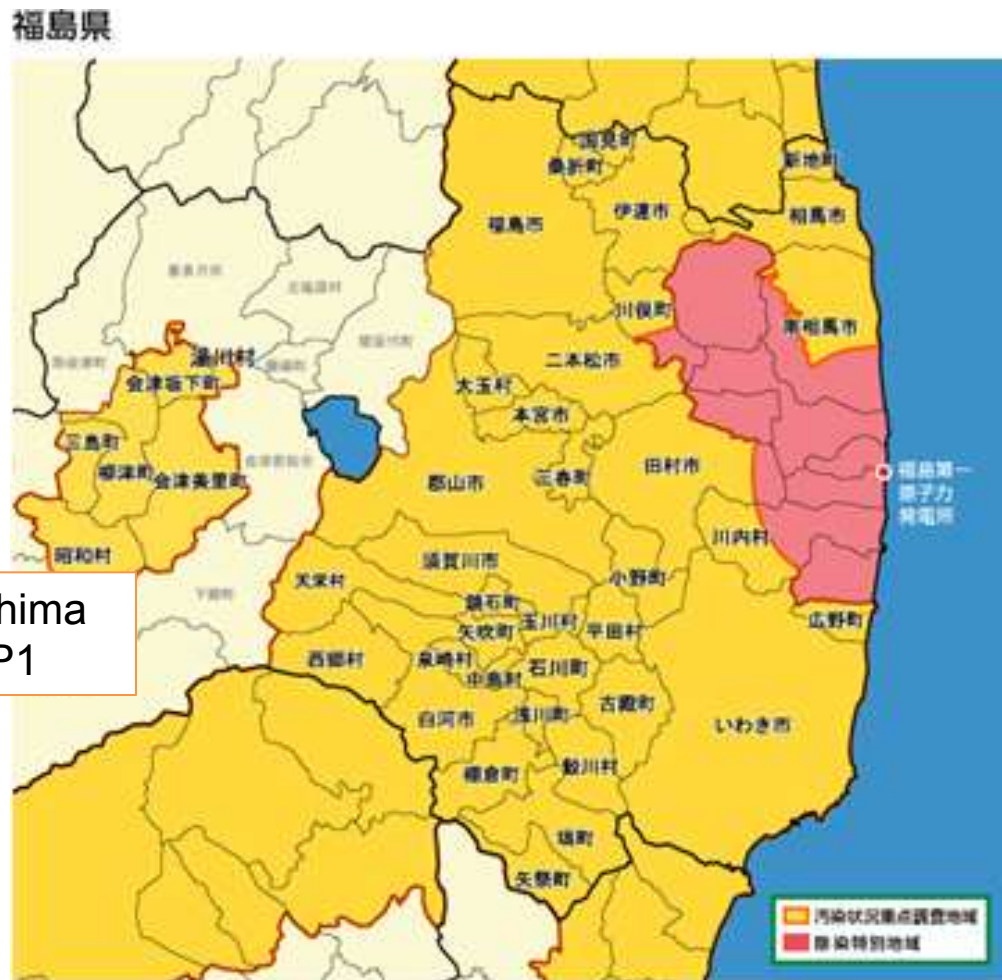 福島県
国見町
桑折町
新地町
伊達市
相馬市
福島市
川俣町
南相馬市
湯川村
二本松市
会津坂下町
大玉村
本宮市
三島町
柳津町
会津美里町
郡山市
三春町
田村市
福島第一
原子力
発電所
川内村
昭和村
須賀川市
天栄村
小野町
hima
P1
鏡石町
玉川村
広野町
矢吹町
平田村
西郷村
泉崎村
石川町
中島村
古殿町
白河市
浅川町
いわき市
棚倉町
鮫川村
塙町
矢祭町
汚染状況重点調査地域
除染特別地域